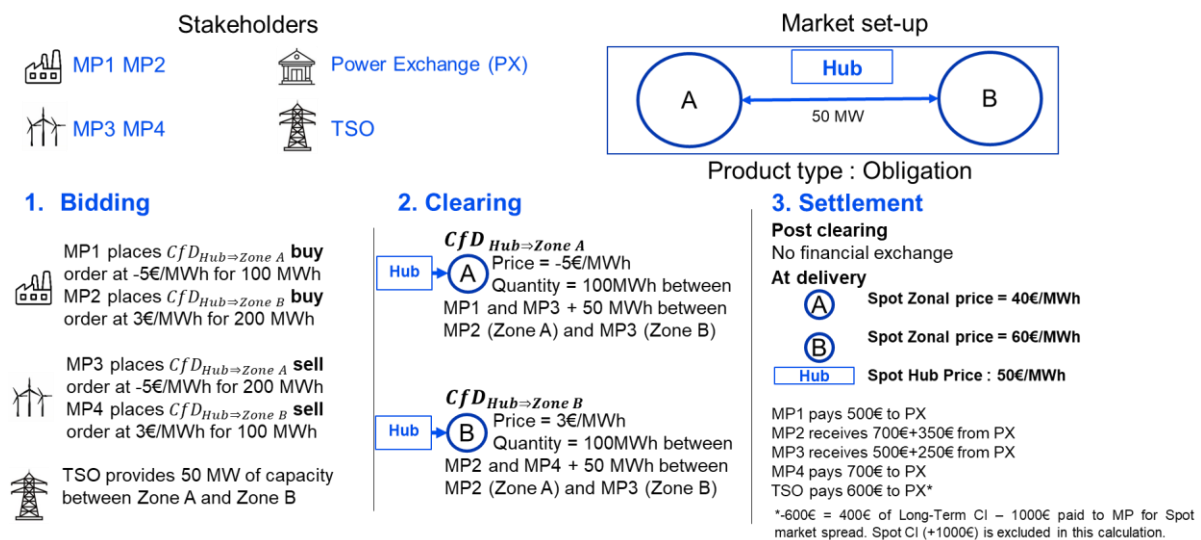 Stakeholders
MP1 MP2
Power Exchange (PX)
MP3 MP4
TSO
Market set-up
Hub
A
B
50 MW
Product type : Obligation
1. Bidding
MP1 places CfD Hub⇒Zone A buy
order at -5€/MWh for 100 MWh
MP2 places CfD Hub⇒Zone B buy
order at 3€/MWh for 200 MWh
MP3 places CfD Hub⇒Zone A sell
order at -5€/MWh for 200 MWh
MP4 places CfD Hub⇒Zone B sell
order at 3€/MWh for 100 MWh
TSO provides 50 MW of capacity
between Zone A and Zone B
2. Clearing
CfD Hub⇒Zone A
Hub
A
Price = -5€/MWh
Quantity = 100MWh between
MP1 and MP3 + 50 MWh between
MP2 (Zone A) and MP3 (Zone B)
CfD Hub⇒Zone B
Hub
B
Price = 3€/MWh
Quantity = 100MWh between
MP2 and MP4 + 50 MWh between
MP2 (Zone A) and MP3 (Zone B)
3. Settlement
Post clearing
No financial exchange
At delivery
A
Spot Zonal price = 40€/MWh
B
Spot Zonal price = 60€/MWh
Hub
Spot Hub Price : 50€/MWh
MP1 pays 500€ to PX
MP2 receives 700€+350€ from PX
MP3 receives 500€+250€ from PX
MP4 pays 700€ to PX
TSO pays 600€ to PX*
*-600€ = 400€ of Long-Term CI – 1000€ paid to MP for Spot
market spread. Spot CI (+1000€) is excluded in this calculation.